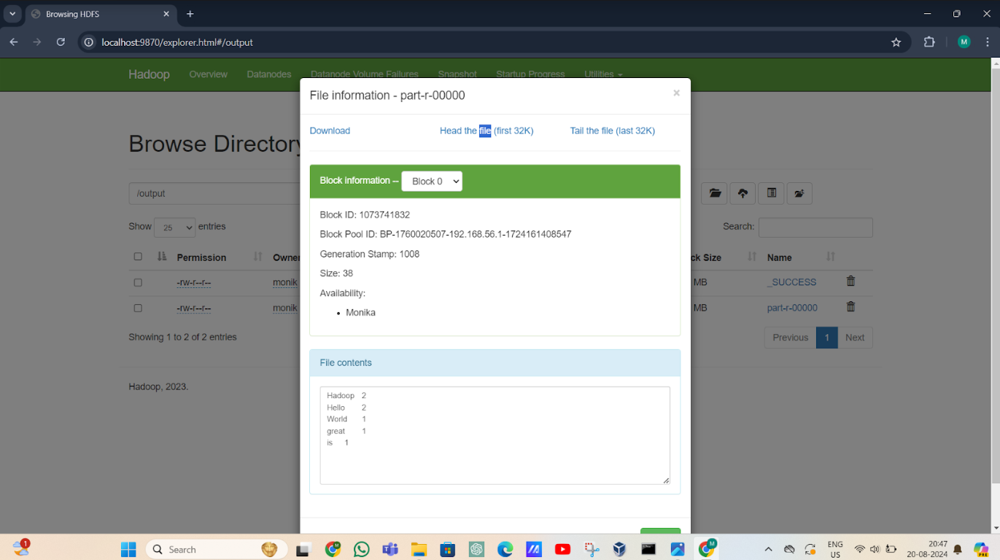 Browsing HDFS
localhost:9870/explorer.html#/output
M
Hadoop Overview Datanodes Datanode Volume Failures Snapshot Startup Progress Utilities
File information - part-r-00000 ×
Download Head the file (first 32K) Tail the file (last 32K)
Browse Directory
Block information -- Block 0
/output
Block ID: 1073741832
Block Pool ID: BP-1760020507-192.168.56.1-1724161408547
Generation Stamp: 1008
Size: 38
Availability:
Monika
Show 25 entries
Search:
Permission Owner ck Size Name
-rw-r--r-- monik MB _SUCCESS
-rw-r--r-- monik MB part-r-00000
Showing 1 to 2 of 2 entries
Previous 1 Next
File contents
Hadoop 2
Hello 2
World 1
great 1
is 1
Hadoop, 2023.
1
Search
M
M
ENG
US
20:47
20-08-2024
PRE